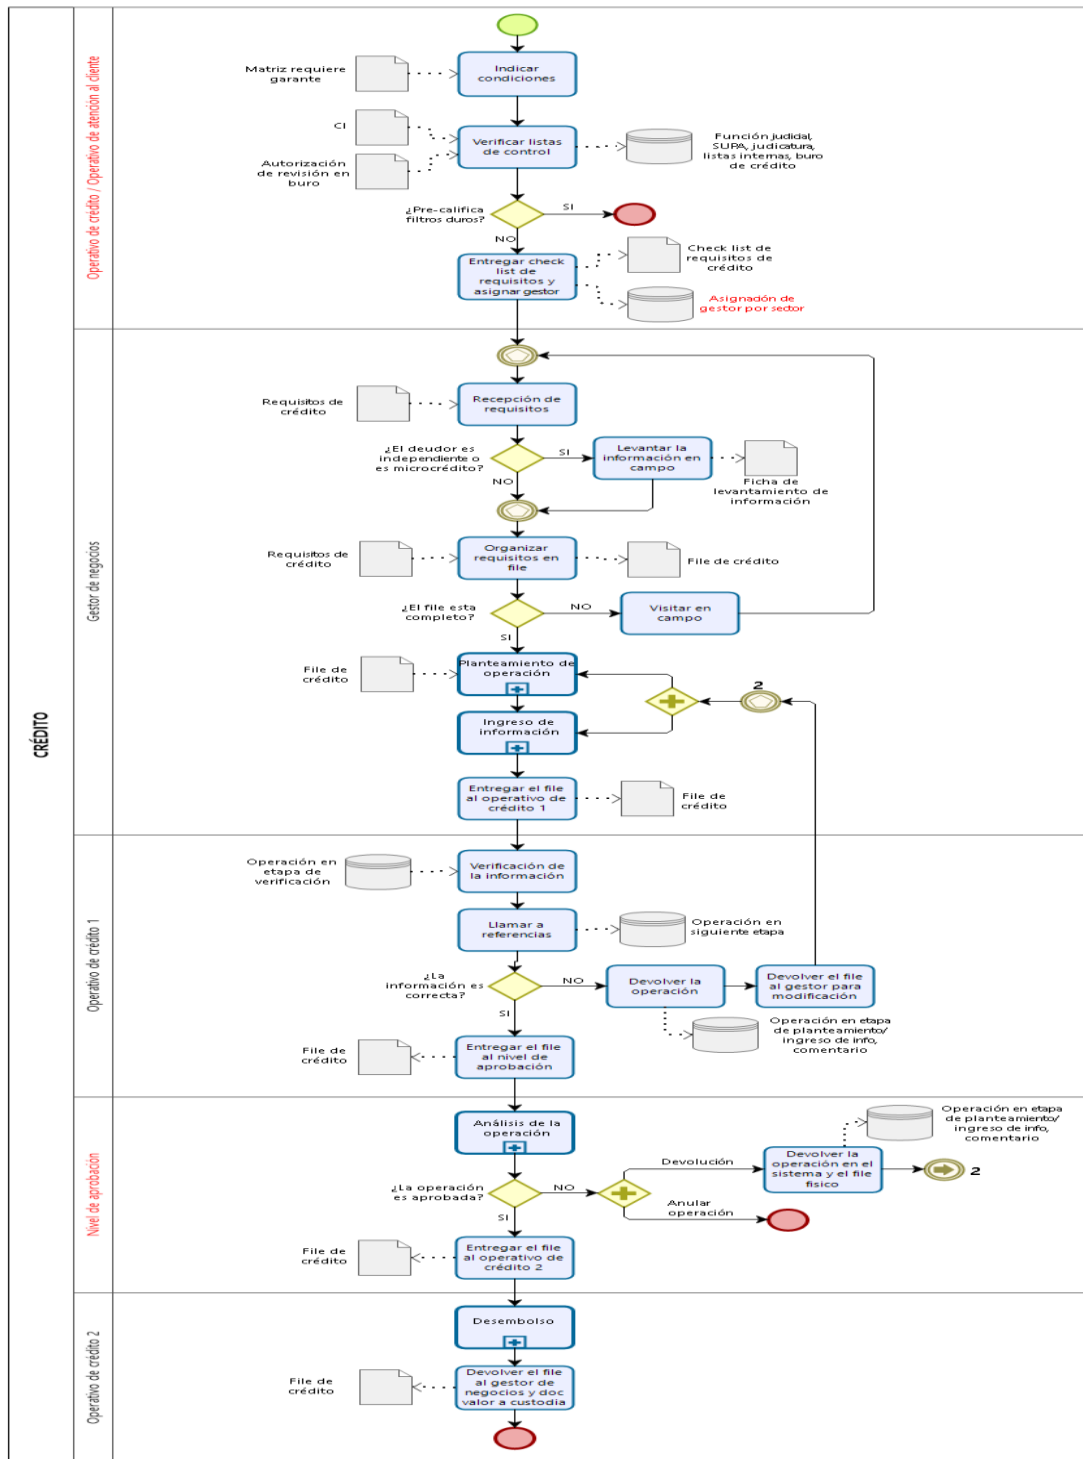 CRÉDITO
Operativo de crédito / Operativo de atención al cliente
Matriz requiere
garante
Indicar
condiciones
CI
Autorización
de revisión en
buro
Verificar listas
de control
Función judicial,
SUPA, judicatura,
listas internas, buro
de crédito
¿Pre-califica
filtros duros?
SI
NO
Entregar check
list de
requisitos y
asignar gestor
Check list de
requisitos de
crédito
Asignación de
gestor por sector
Gestor de negocios
Requisitos de
crédito
Recepción de
requisitos
¿El deudor es
independiente o
es microcrédito?
SI
NO
Levantar la
información en
campo
Ficha de
levantamiento de
información
Requisitos de
crédito
Organizar
requisitos en
file
File de crédito
¿El file esta
completo?
NO
SI
Visitar en
campo
File de
crédito
Planteamiento de
operación
2
Ingreso de
información
Entregar el file
al operativo de
crédito 1
File de
crédito
Operativo de crédito 1
Operación en
etapa de
verificación
Verificación de
la información
Llamar a
referencias
Operación en
siguiente etapa
¿La
información es
correcta?
NO
SI
Devolver la
operación
Devolver el file
al gestor para
modificación
Operación en etapa
de planteamiento/
ingreso de info,
comentario
File de
crédito
Entregar el file
al nivel de
aprobación
Nivel de aprobación
Análisis de la
operación
Operación en etapa
de planteamiento/
ingreso de info,
comentario
¿La operación
es aprobada?
NO
SI
Devolución
Devolver la
operación en el
sistema y el file
físico
2
Anular
operación
File de
crédito
Entregar el file
al operativo de
crédito 2
Operativo de crédito 2
Desembolso
File de
crédito
Devolver el file
al gestor de
negocios y doc
valor a custodia